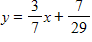 y = 3/7 x + 7/29